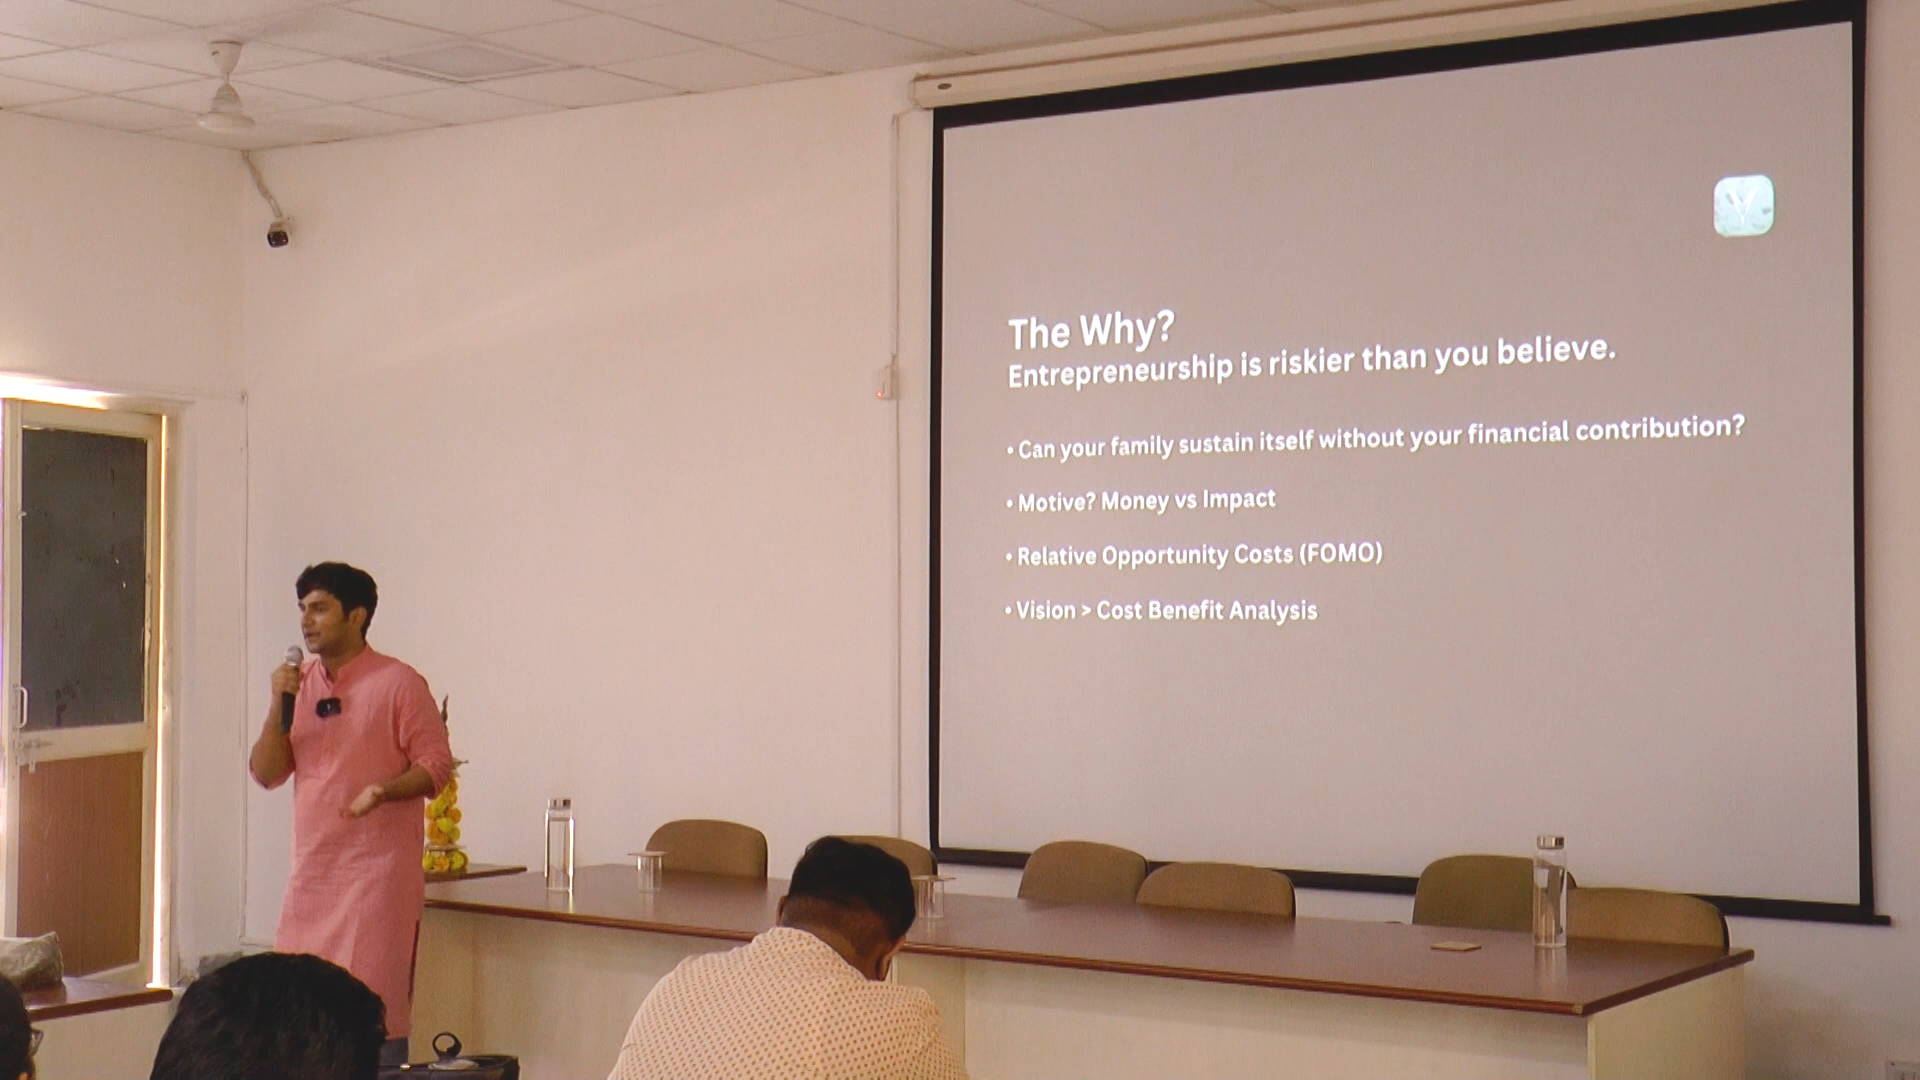 The Why?
Entrepreneurship is riskier than you believe.
• Can your family sustain itself without your financial contribution?
• Motive? Money vs Impact
• Relative Opportunity Costs (FOMO)
• Vision > Cost Benefit Analysis